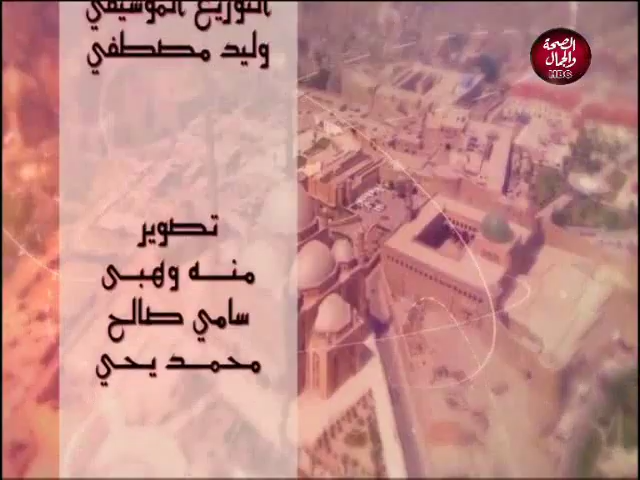 التوزيع الموسيقي
وليد مصطفي
الصحة
والجمال
HBC
تصوير
منه وهبى
سامي صالح
محمد يحي